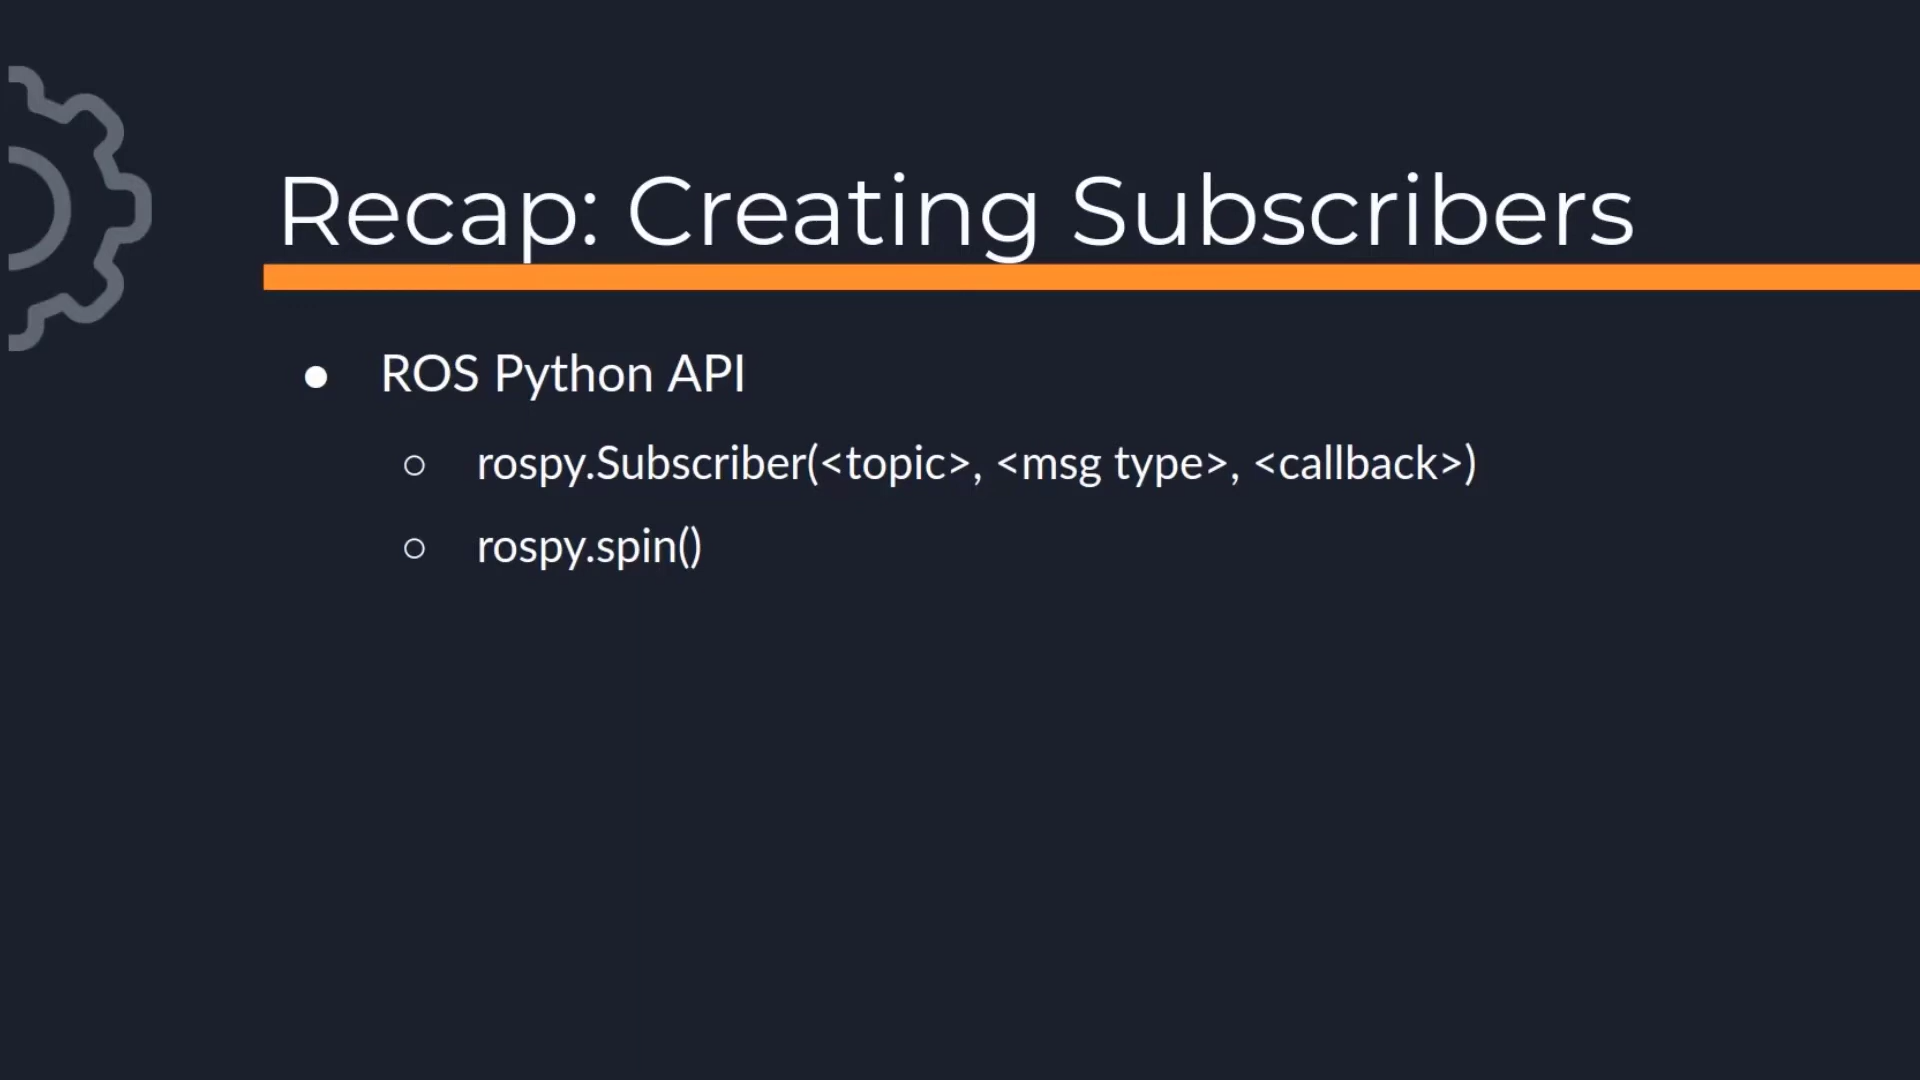 Recap: Creating Subscribers
● ROS Python API
○ rospy.Subscriber(<topic>, <msg type>, <callback>)
○ rospy.spin()